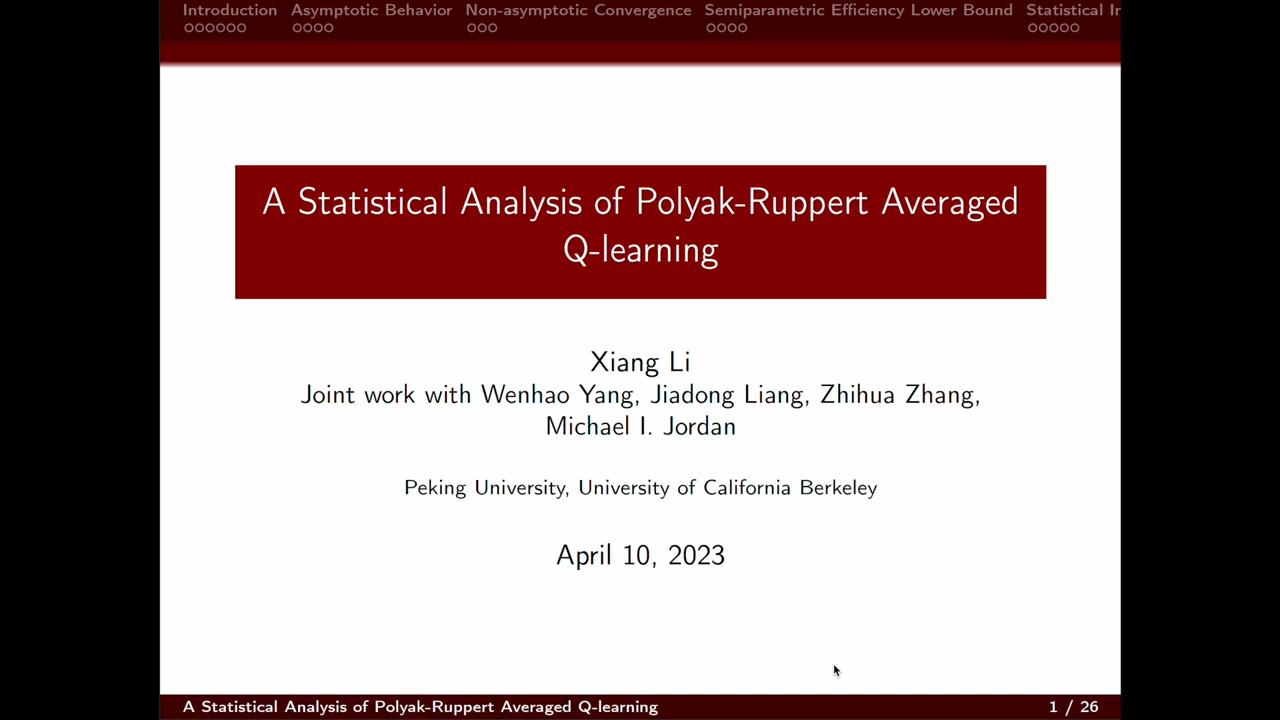 Introduction Asymptotic Behavior Non-asymptotic Convergence Semiparametric Efficiency Lower Bound Statistical
A Statistical Analysis of Polyak-Ruppert Averaged
Q-learning
Xiang Li
Joint work with Wenhao Yang, Jiadong Liang, Zhihua Zhang,
Michael I. Jordan
Peking University, University of California Berkeley
April 10, 2023
A Statistical Analysis of Polyak-Ruppert Averaged Q-learning 1 / 26